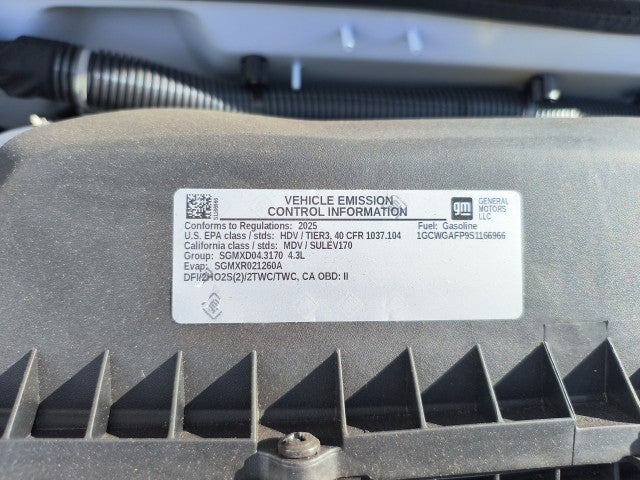 VEHICLE EMISSION
CONTROL INFORMATION
gm
GENERAL
MOTORS
LLC
Conforms to Regulations: 2025
Fuel: Gasoline
U.S. EPA class / stds: HDV / TIER3, 40 CFR 1037.104
1GCWGAFP9S1166966
California class / stds: MDV / SULEV170
Group: SGMXD04.3170 4.3L
Evap: SGMXR021260A
DFI/2HO2S(2)/2TWC/TWC, CA OBD: II